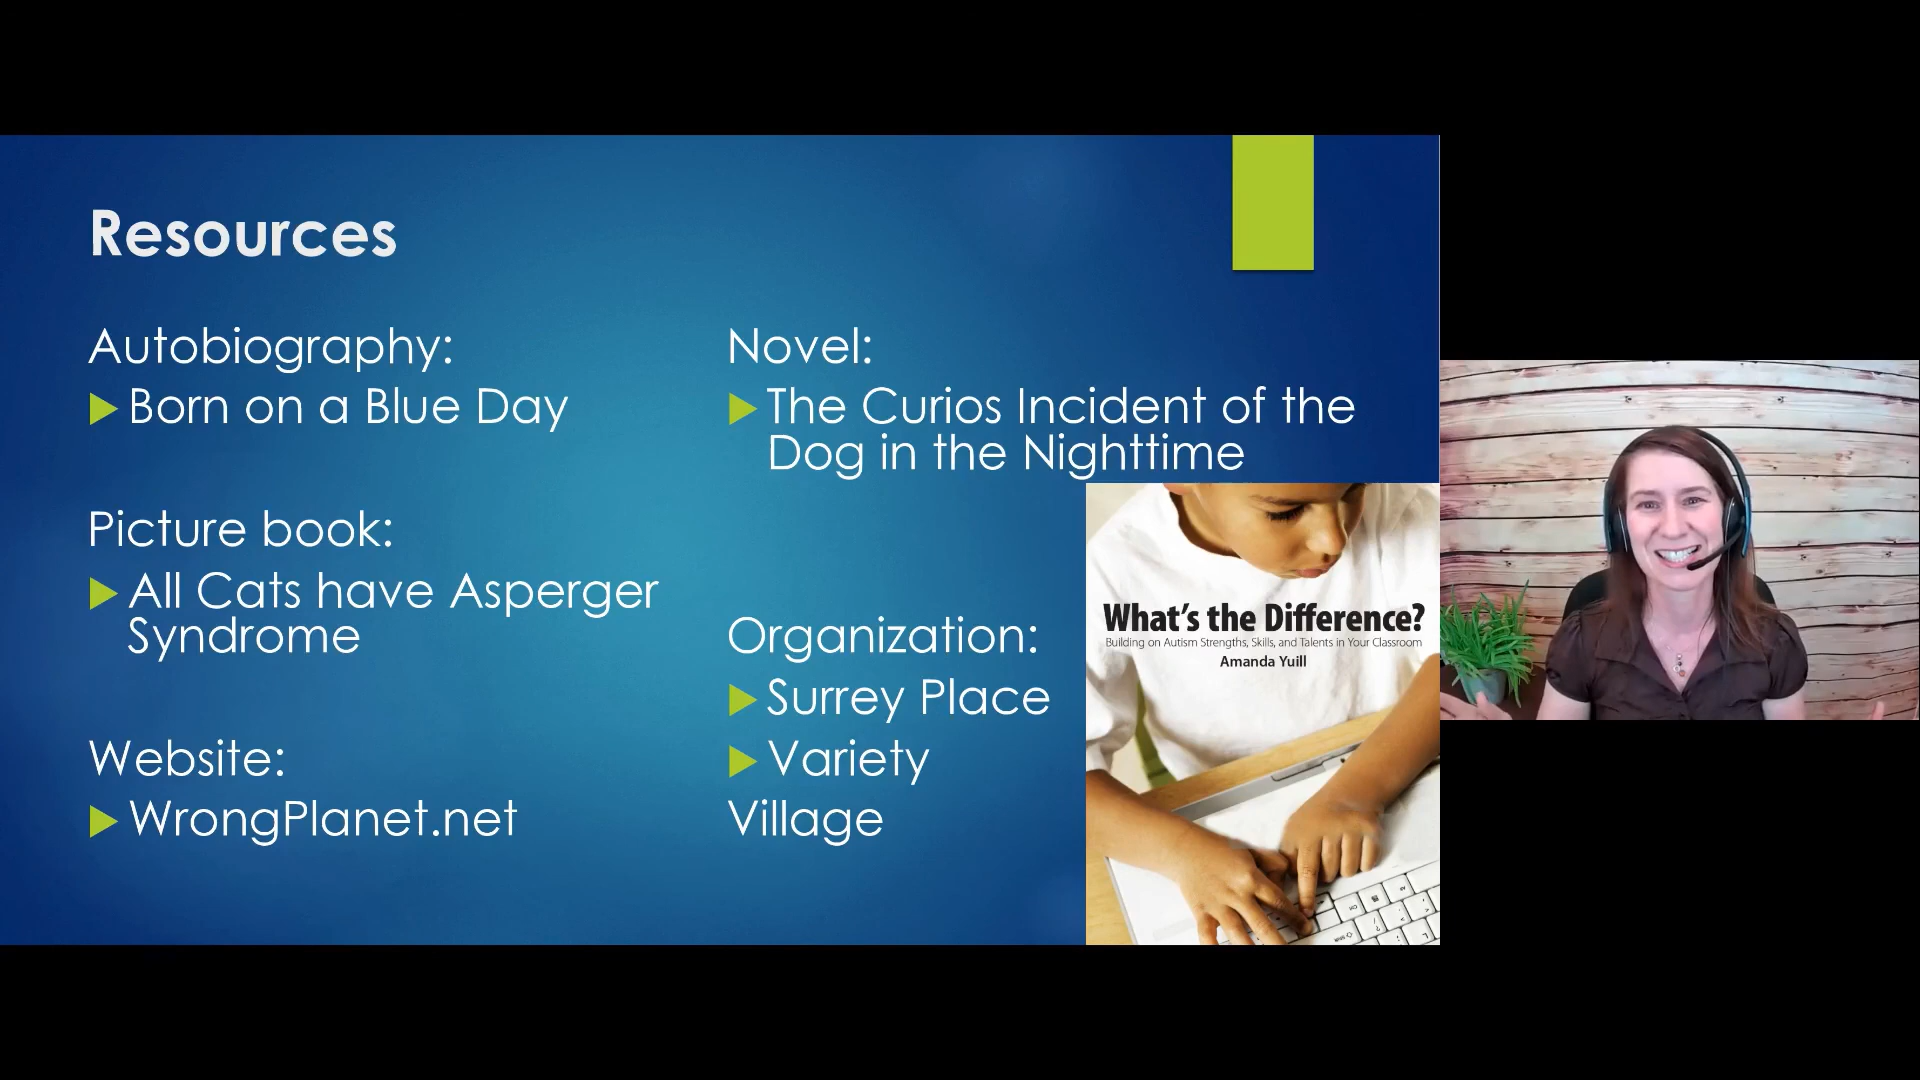 Resources
Autobiography:
Born on a Blue Day
Picture book:
All Cats have Asperger
Syndrome
Website:
WrongPlanet.net
Novel:
The Curios Incident of the
Dog in the Nighttime
Organization:
Surrey Place
Variety
Village
What's the Difference?
Building on Autism Strengths, Skills, and Talents in Your Classroom
Amanda Yuill